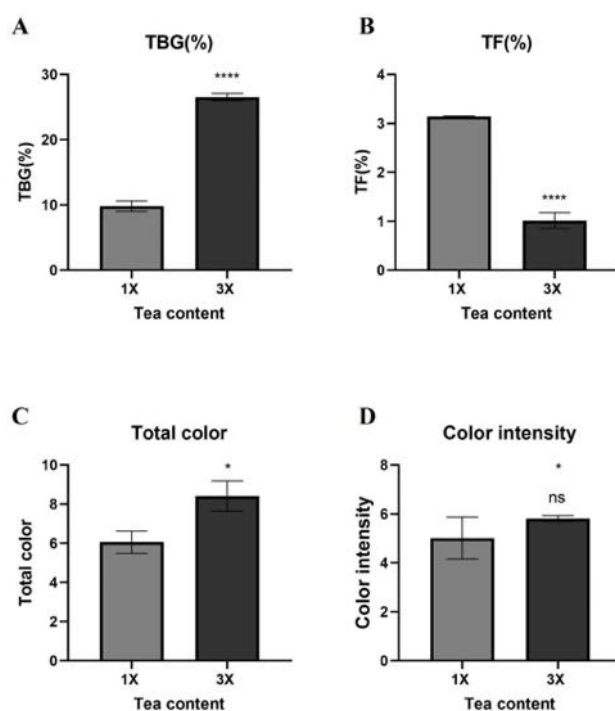 A
TBG(%)
TBG(%)
30
20
10
0
****
1X
3X
Tea content
B
TF(%)
TF(%)
4
3
2
1
0
****
1X
3X
Tea content
C
Total color
Total color
10
8
6
4
2
0
*
1X
3X
Tea content
D
Color intensity
Color intensity
8
6
4
2
0
*
ns
1X
3X
Tea content